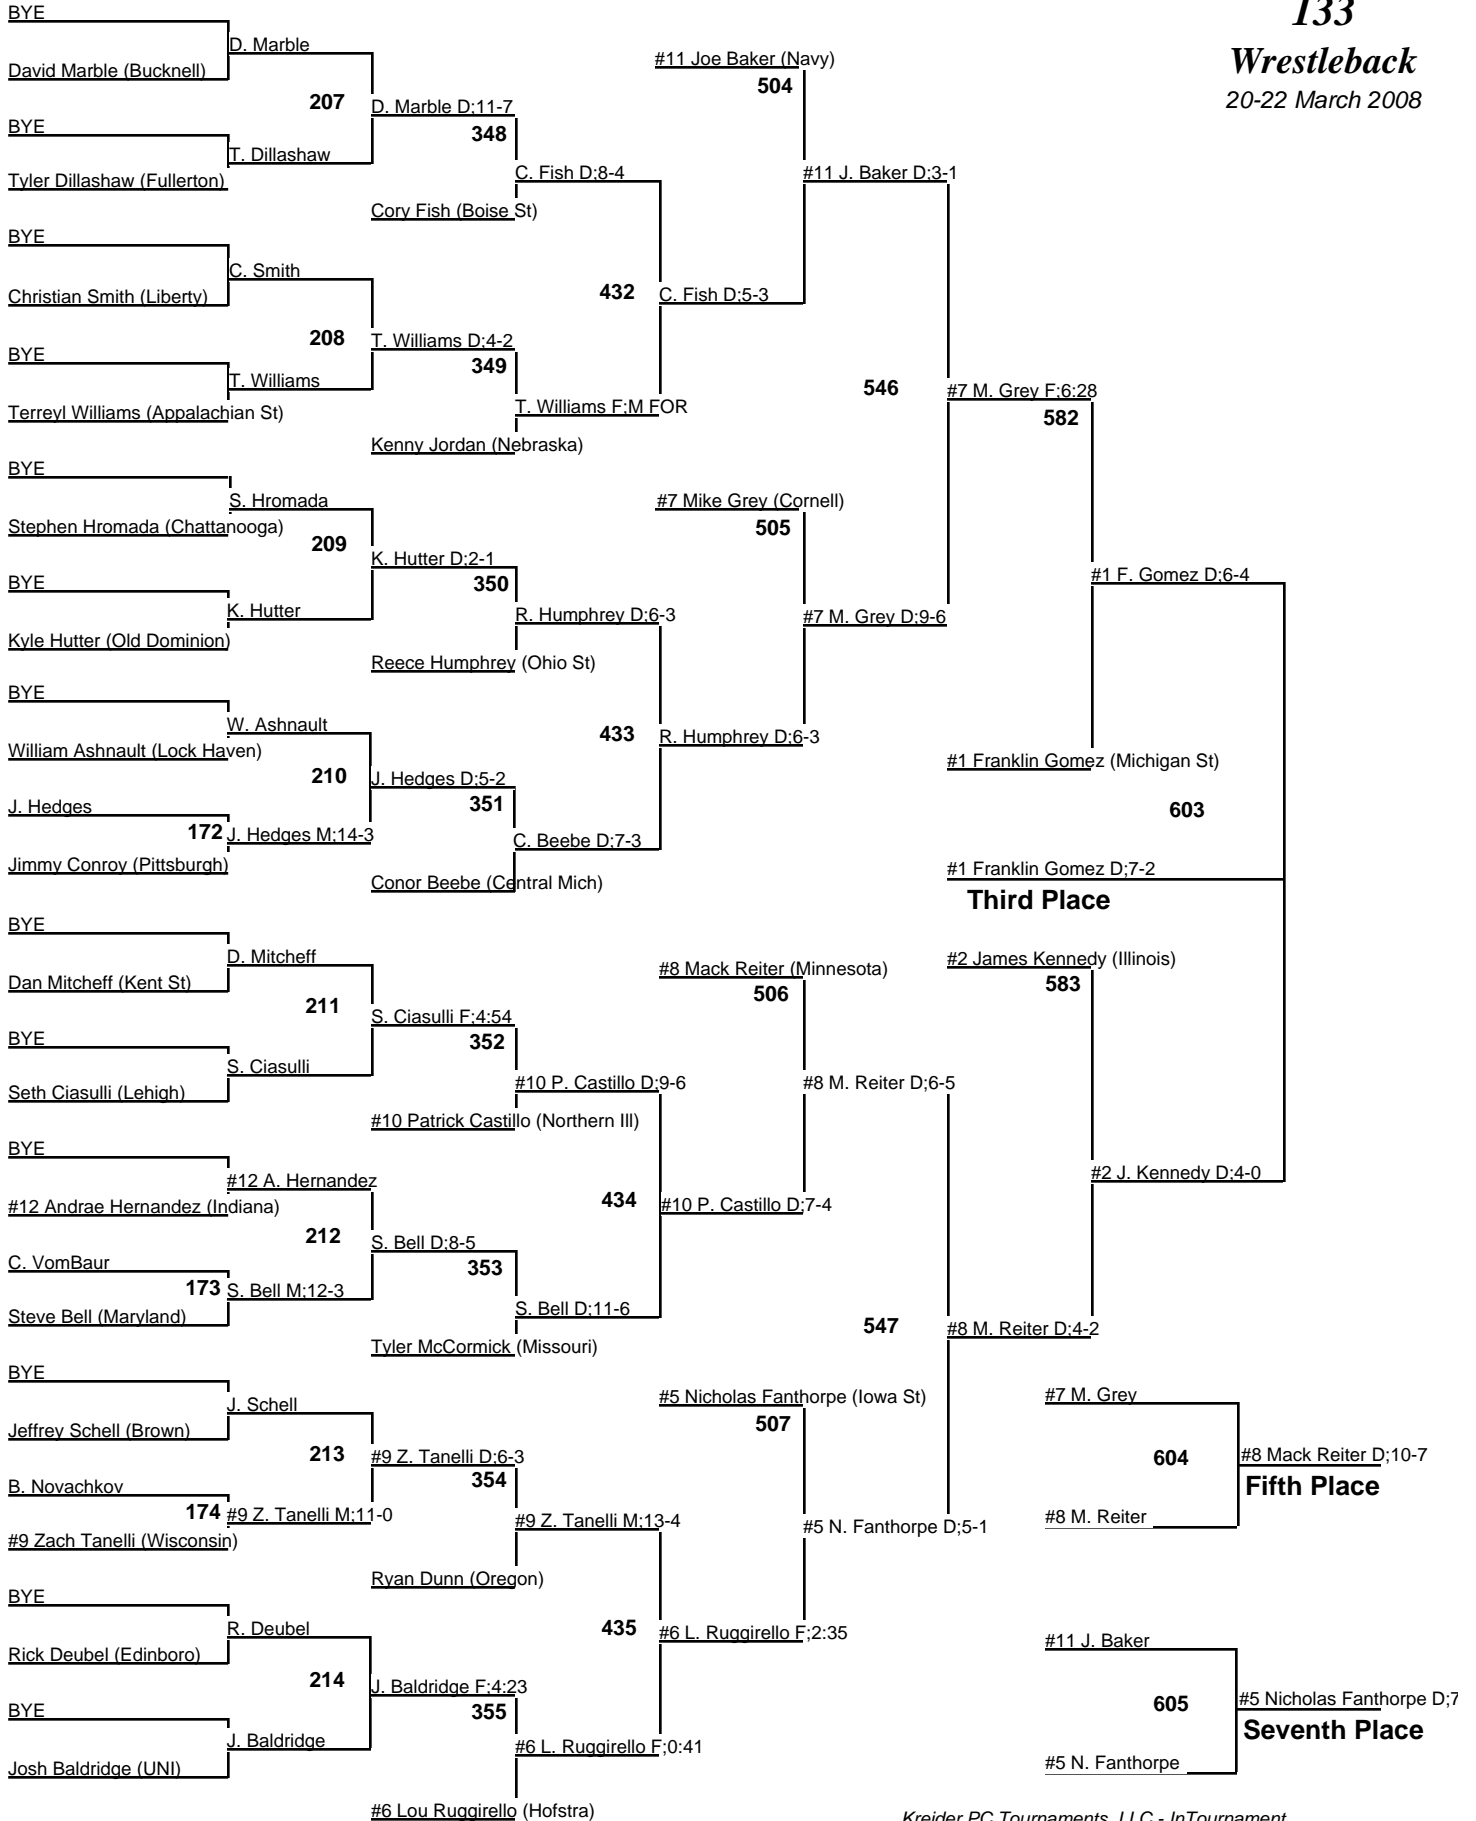 133
Wrestleback
20-22 March 2008
BYE
D. Marble
David Marble (Bucknell)
207
D. Marble D;11-7
348
BYE
T. Dillashaw
Tyler Dillashaw (Fullerton)
C. Fish D;8-4
Cory Fish (Boise St)
BYE
C. Smith
Christian Smith (Liberty)
432
C. Fish D;5-3
208
T. Williams D;4-2
349
BYE
T. Williams
Terreyl Williams (Appalachian St)
T. Williams F;M FOR
Kenny Jordan (Nebraska)
#11 Joe Baker (Navy)
504
#11 J. Baker D;3-1
546
#7 M. Grey F;6:28
582
BYE
S. Hromada
Stephen Hromada (Chattanooga)
209
K. Hutter D;2-1
350
BYE
K. Hutter
Kyle Hutter (Old Dominion)
R. Humphrey D;6-3
Reece Humphrey (Ohio St)
#7 Mike Grey (Cornell)
505
#7 M. Grey D;9-6
#1 F. Gomez D;6-4
BYE
W. Ashnault
William Ashnault (Lock Haven)
433
R. Humphrey D;6-3
210
J. Hedges D;5-2
351
J. Hedges
172
J. Hedges M;14-3
Jimmy Conroy (Pittsburgh)
C. Beebe D;7-3
Conor Beebe (Central Mich)
#1 Franklin Gomez (Michigan St)
603
#1 Franklin Gomez D;7-2
Third Place
BYE
D. Mitcheff
Dan Mitcheff (Kent St)
211
S. Ciasulli F;4:54
352
BYE
S. Ciasulli
Seth Ciasulli (Lehigh)
#10 P. Castillo D;9-6
#10 Patrick Castillo (Northern Ill)
#8 Mack Reiter (Minnesota)
506
#8 M. Reiter D;6-5
#2 James Kennedy (Illinois)
583
#2 J. Kennedy D;4-0
BYE
#12 A. Hernandez
#12 Andrae Hernandez (Indiana)
434
#10 P. Castillo D;7-4
212
S. Bell D;8-5
353
C. VomBaur
173
S. Bell M;12-3
Steve Bell (Maryland)
S. Bell D;11-6
Tyler McCormick (Missouri)
547
#8 M. Reiter D;4-2
BYE
J. Schell
Jeffrey Schell (Brown)
213
#9 Z. Tanelli D;6-3
354
B. Novachkov
174
#9 Z. Tanelli M;11-0
#9 Zach Tanelli (Wisconsin)
#9 Z. Tanelli M;13-4
Ryan Dunn (Oregon)
#5 Nicholas Fanthorpe (Iowa St)
507
#5 N. Fanthorpe D;5-1
#7 M. Grey
604
#8 Mack Reiter D;10-7
Fifth Place
#8 M. Reiter
BYE
R. Deubel
Rick Deubel (Edinboro)
435
#6 L. Ruggirello F;2:35
214
J. Baldridge F;4:23
355
BYE
J. Baldridge
Josh Baldridge (UNI)
#6 L. Ruggirello F;0:41
#6 Lou Ruggirello (Hofstra)
#11 J. Baker
605
#5 Nicholas Fanthorpe D;7
Seventh Place
#5 N. Fanthorpe
Kreider PC Tournaments, LLC - InTournament